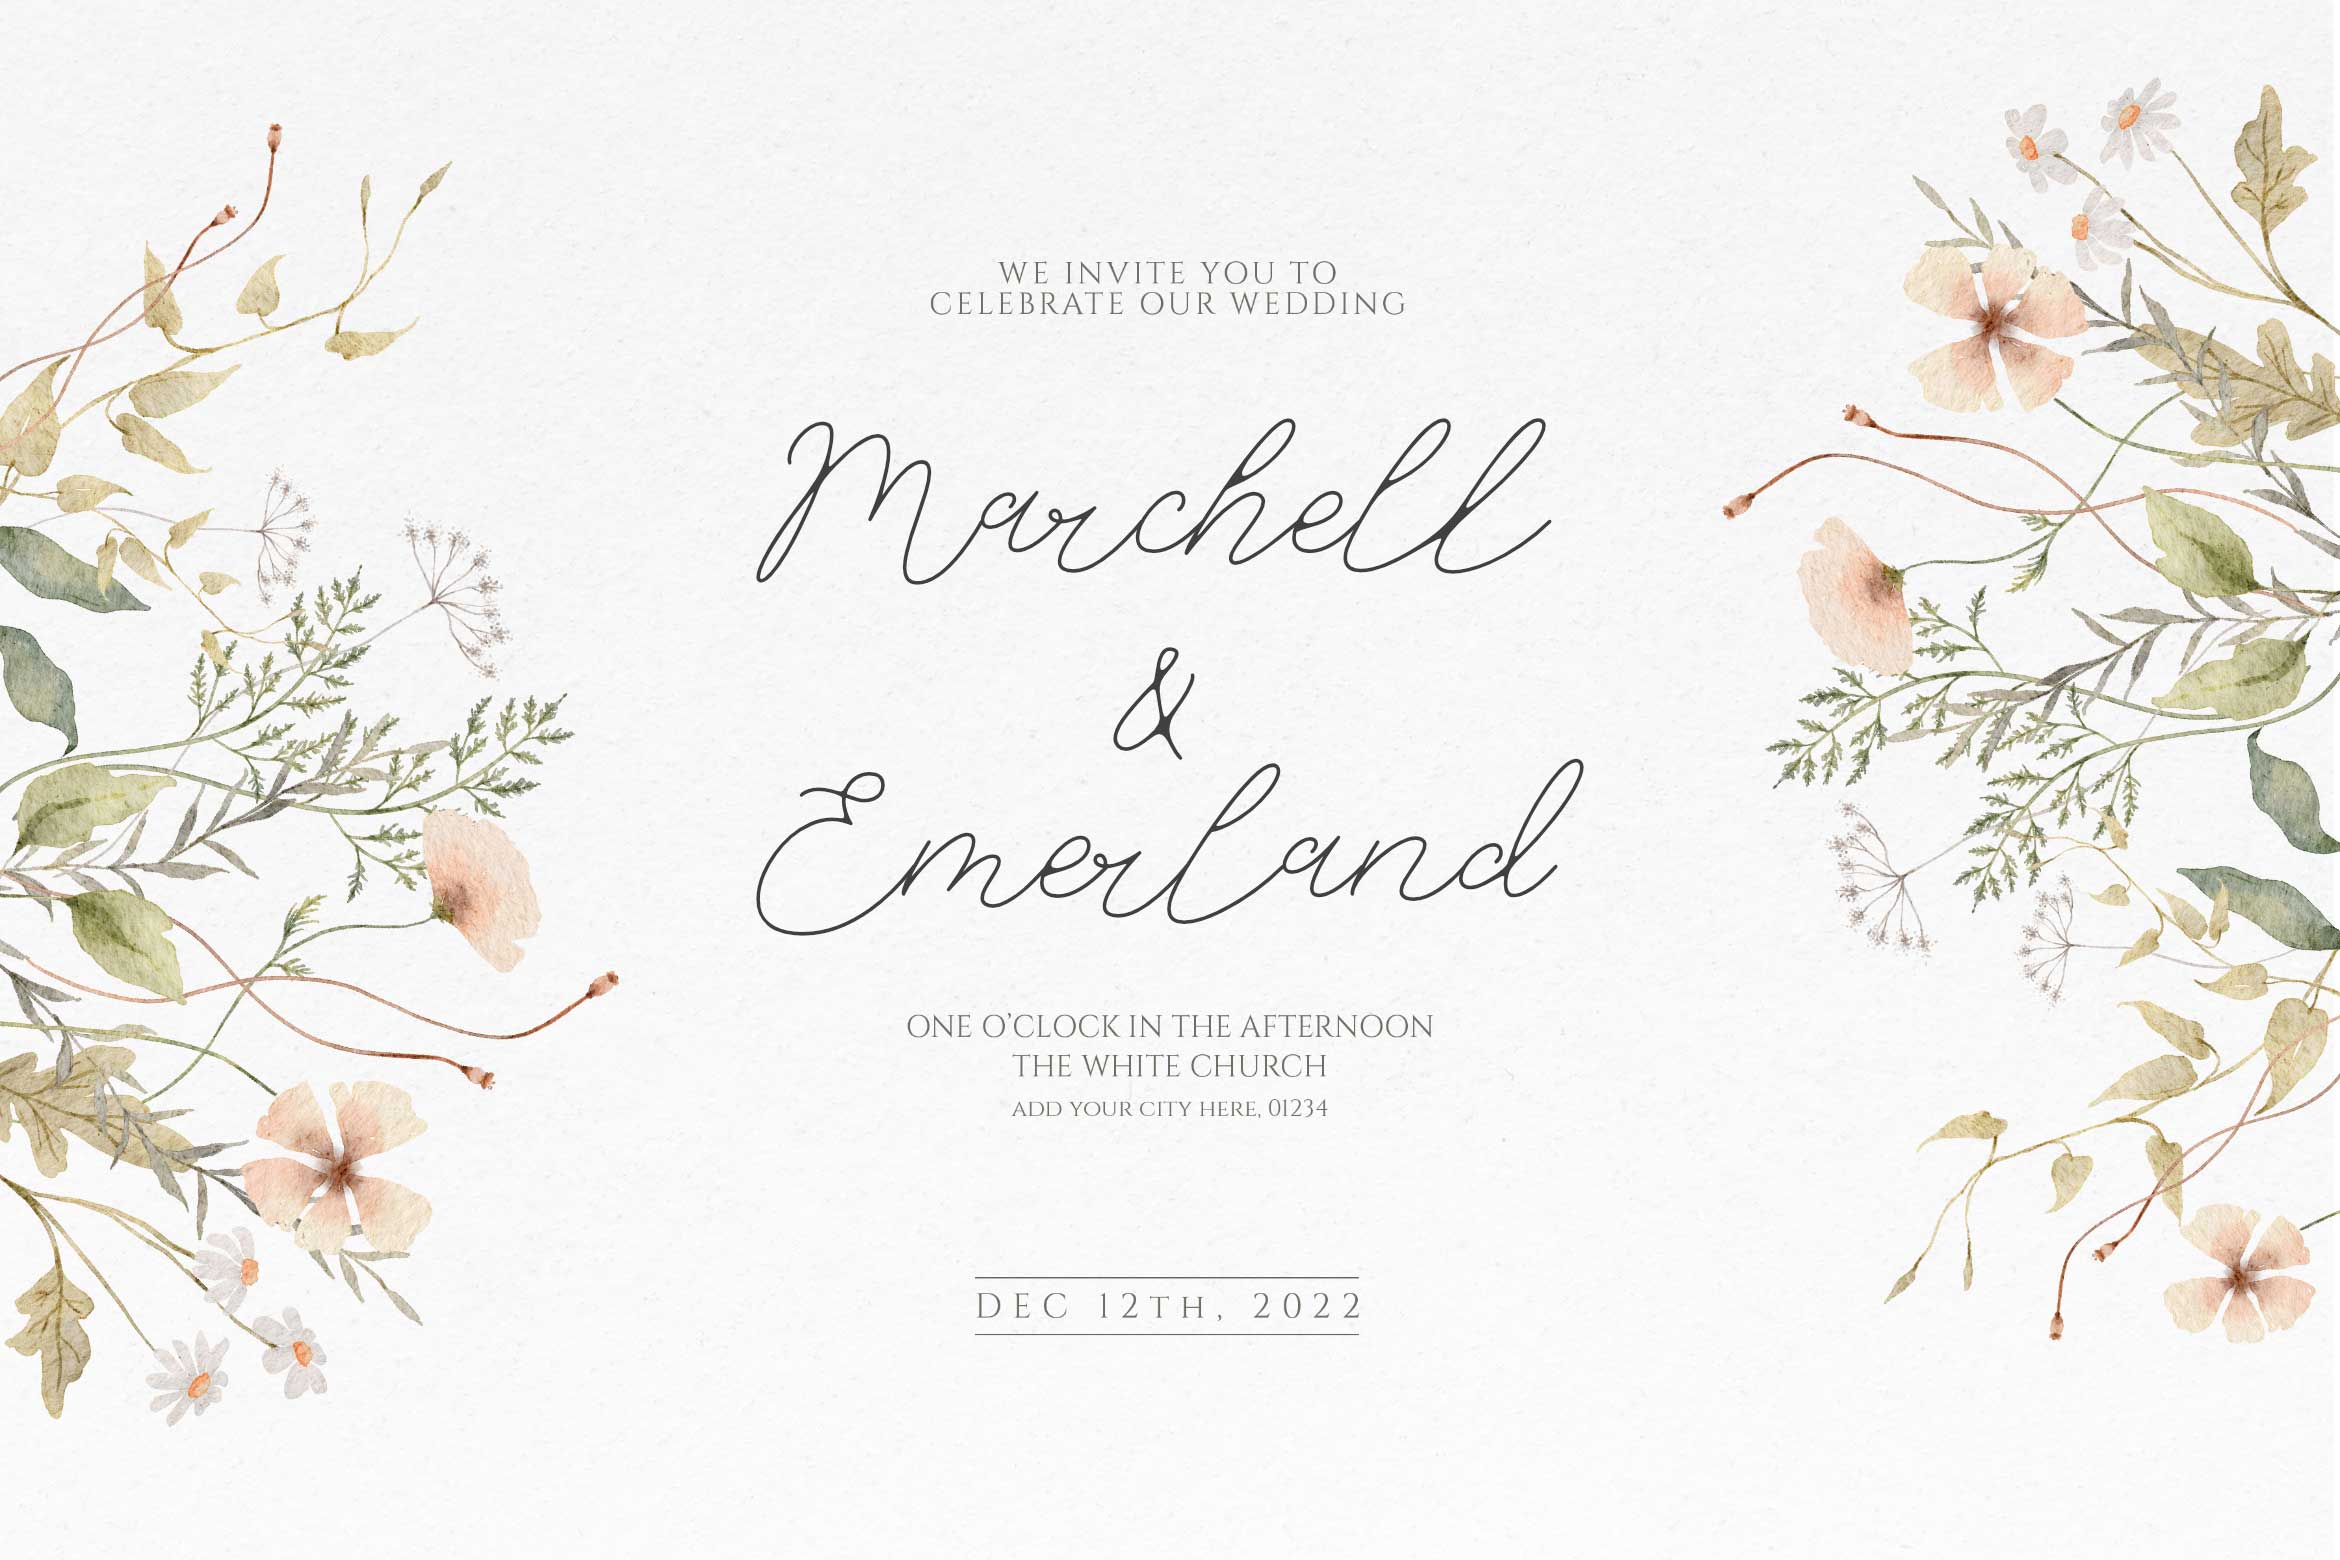 WE INVITE YOU TO
CELEBRATE OUR WEDDING
Marchell
&
Emerland
ONE O'CLOCK IN THE AFTERNOON
THE WHITE CHURCH
ADD YOUR CITY HERE, 01234
DEC 12TH, 2022